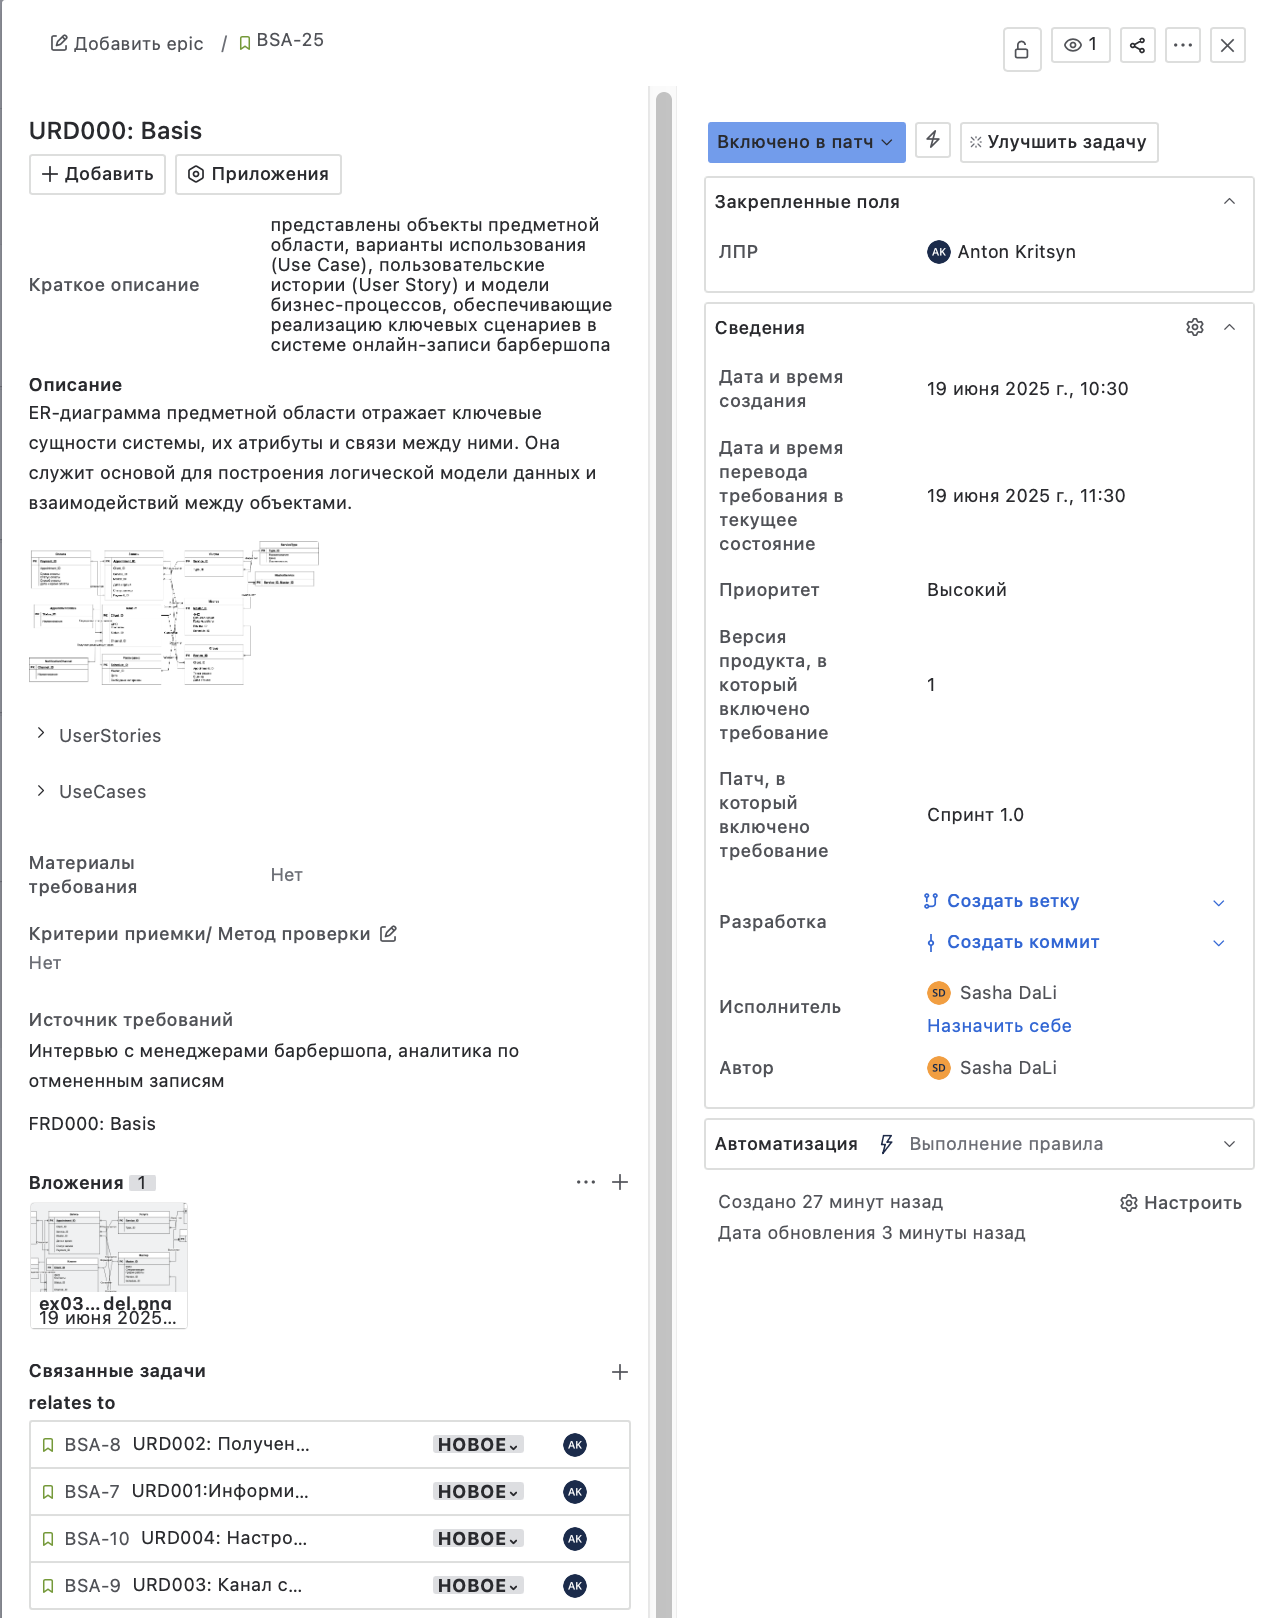 Добавить epic / BSA-25
1
URD000: Basis
Добавить
Приложения
Краткое описание
представлены объекты предметной
области, варианты использования
(Use Case), пользовательские
истории (User Story) и модели
бизнес-процессов, обеспечивающие
реализацию ключевых сценариев в
системе онлайн-записи барбершопа
Описание
ER-диаграмма предметной области отражает ключевые
сущности системы, их атрибуты и связи между ними. Она
служит основой для построения логической модели данных и
взаимодействий между объектами.
UserStories
UseCases
Материалы
требования
Нет
Критерии приемки/ Метод проверки
Нет
Источник требований
Интервью с менеджерами барбершопа, аналитика по
отмененным записям
FRD000: Basis
Вложения 1
ex03...del.png
19 июня 2025...
Связанные задачи
relates to
BSA-8 URD002: Получен... НОВОЕ AK
BSA-7 URD001:Информи... НОВОЕ AK
BSA-10 URD004: Настро... НОВОЕ AK
BSA-9 URD003: Канал с... НОВОЕ AK
Включено в патч
Улучшить задачу
Закрепленные поля
ЛПР
AK Anton Kritsyn
Сведения
Дата и время
создания
19 июня 2025 г., 10:30
Дата и время
перевода
требования в
текущее
состояние
19 июня 2025 г., 11:30
Приоритет
Высокий
Версия
продукта, в
который
включено
требование
1
Патч, в
который
включено
требование
Спринт 1.0
Разработка
Создать ветку
Создать коммит
Исполнитель
SD Sasha DaLi
Назначить себе
Автор
SD Sasha DaLi
Автоматизация Выполнение правила
Создано 27 минут назад
Настроить
Дата обновления 3 минуты назад